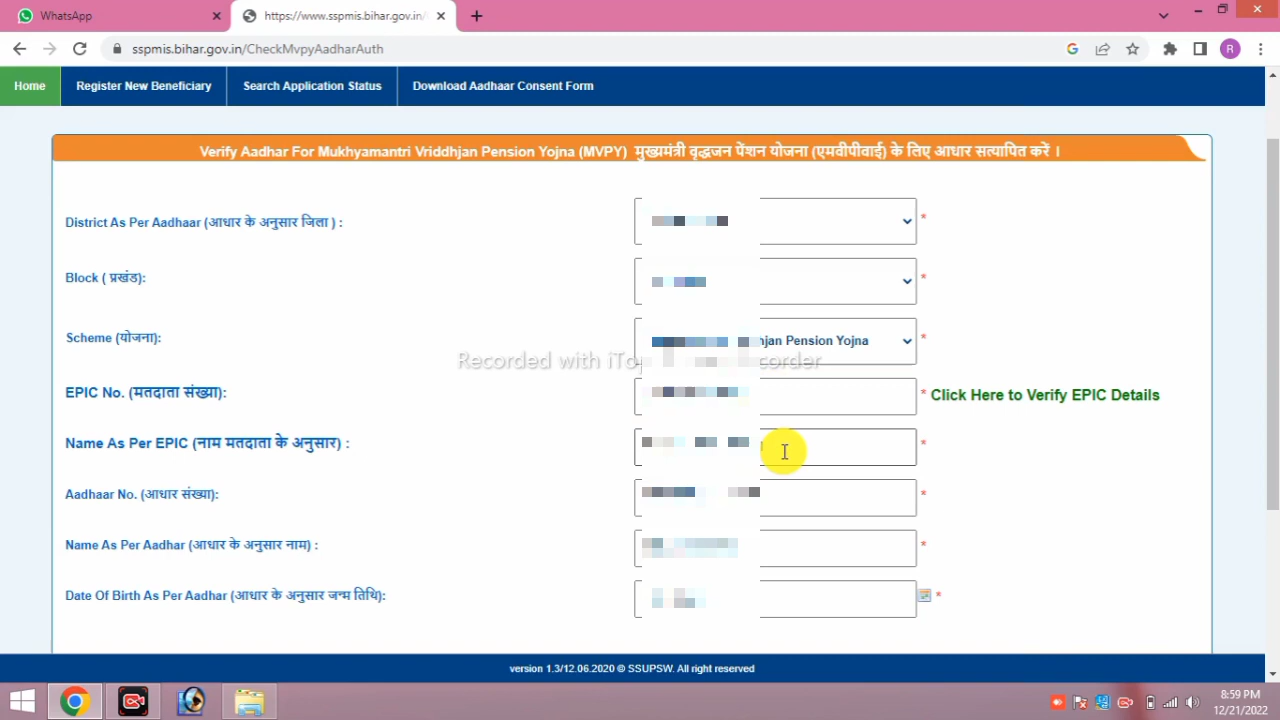 WhatsApp
https://www.sspmis.bihar.gov.in/
sspmis.bihar.gov.in/CheckMvpyAadharAuth
R
Home
Register New Beneficiary
Search Application Status
Download Aadhaar Consent Form
Verify Aadhar For Mukhyamantri Vriddhjan Pension Yojna (MVPY) मुख्यमंत्री वृद्धजन पेंशन योजना (एमवीपीवाई) के लिए आधार सत्यापित करें ।
District As Per Aadhaar (आधार के अनुसार जिला ) : *
Block ( प्रखंड): *
Scheme (योजना): Pension Yojna *
Recorded with
EPIC No. (मतदाता संख्या): * Click Here to Verify EPIC Details
Name As Per EPIC (नाम मतदाता के अनुसार) : *
Aadhaar No. (आधार संख्या): *
Name As Per Aadhar (आधार के अनुसार नाम) : *
Date Of Birth As Per Aadhar (आधार के अनुसार जन्म तिथि): *
version 1.3/12.06.2020 © SSUPSW. All right reserved
8:59 PM
12/21/2022